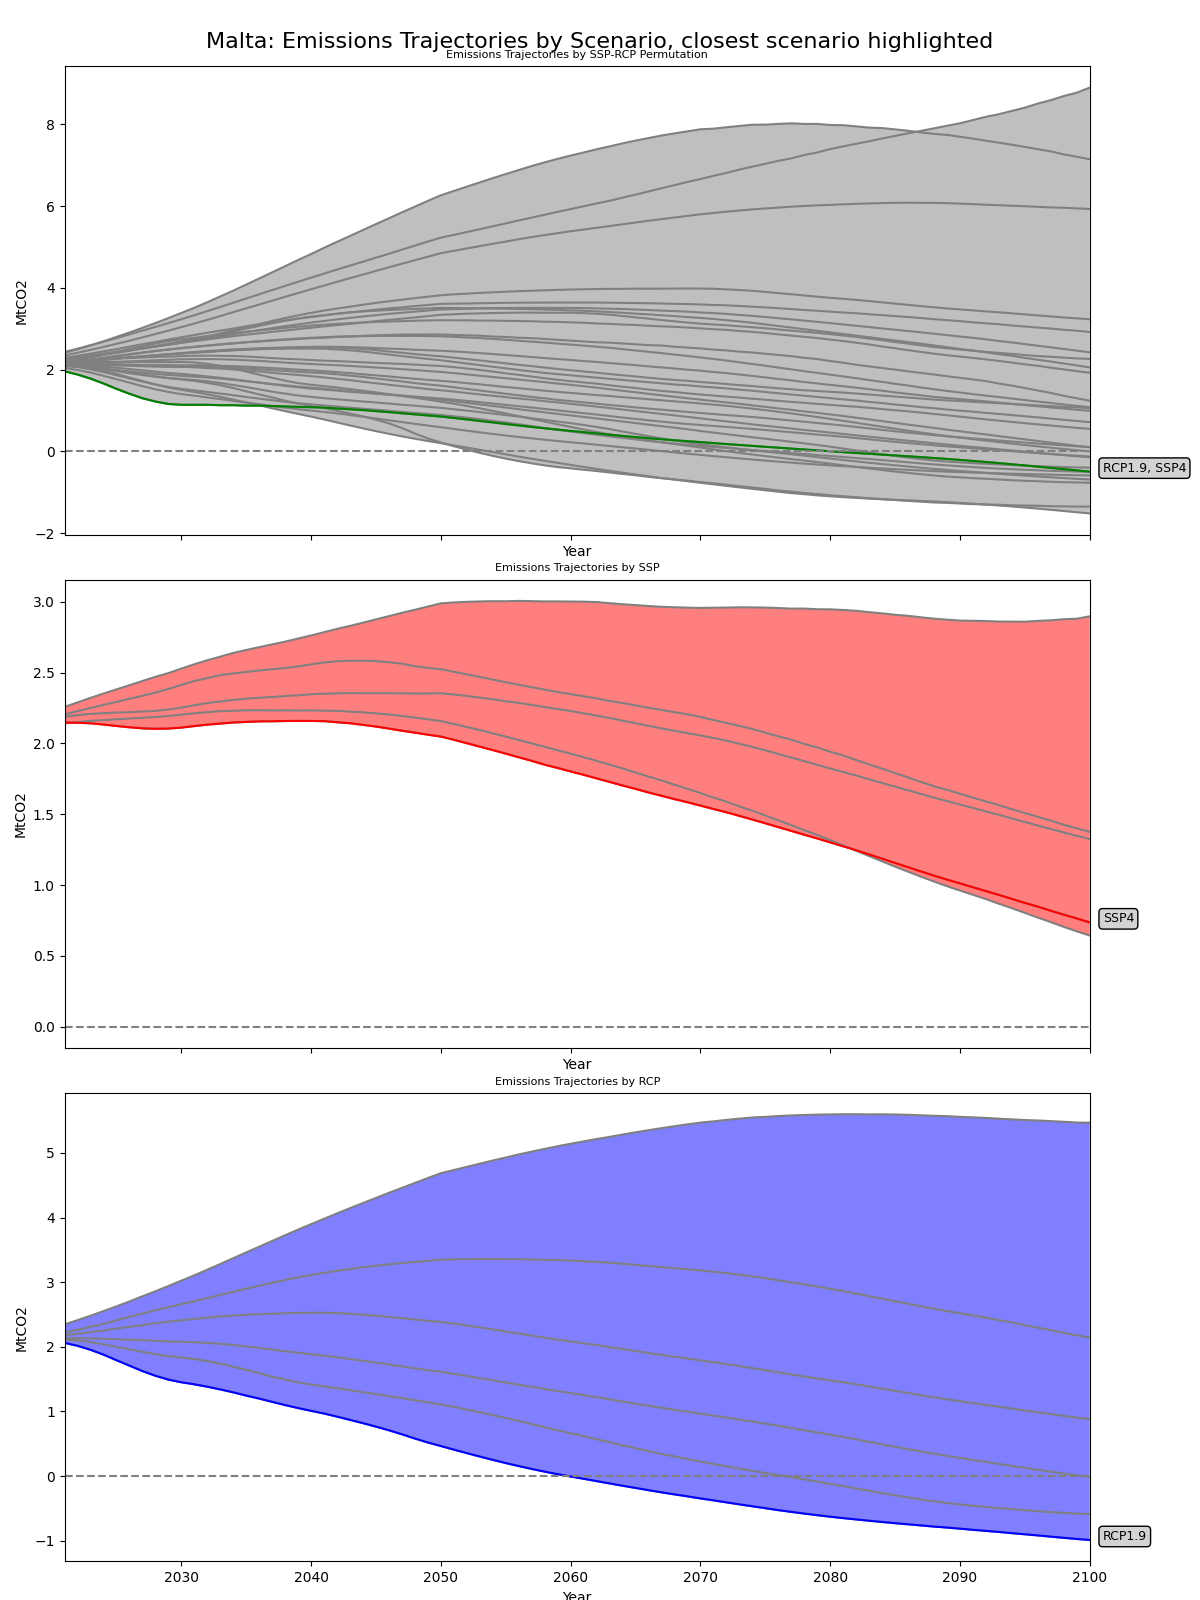 Malta: Emissions Trajectories by Scenario, closest scenario highlighted
Emissions Trajectories by SSP-RCP Permutation
8
6
4
2
0
−2
MtCO2
RCP1.9, SSP4
Year
Emissions Trajectories by SSP
3.0
2.5
2.0
1.5
1.0
0.5
0.0
MtCO2
SSP4
Year
Emissions Trajectories by RCP
5
4
3
2
1
0
−1
MtCO2
RCP1.9
2030 2040 2050 2060 2070 2080 2090 2100
Year